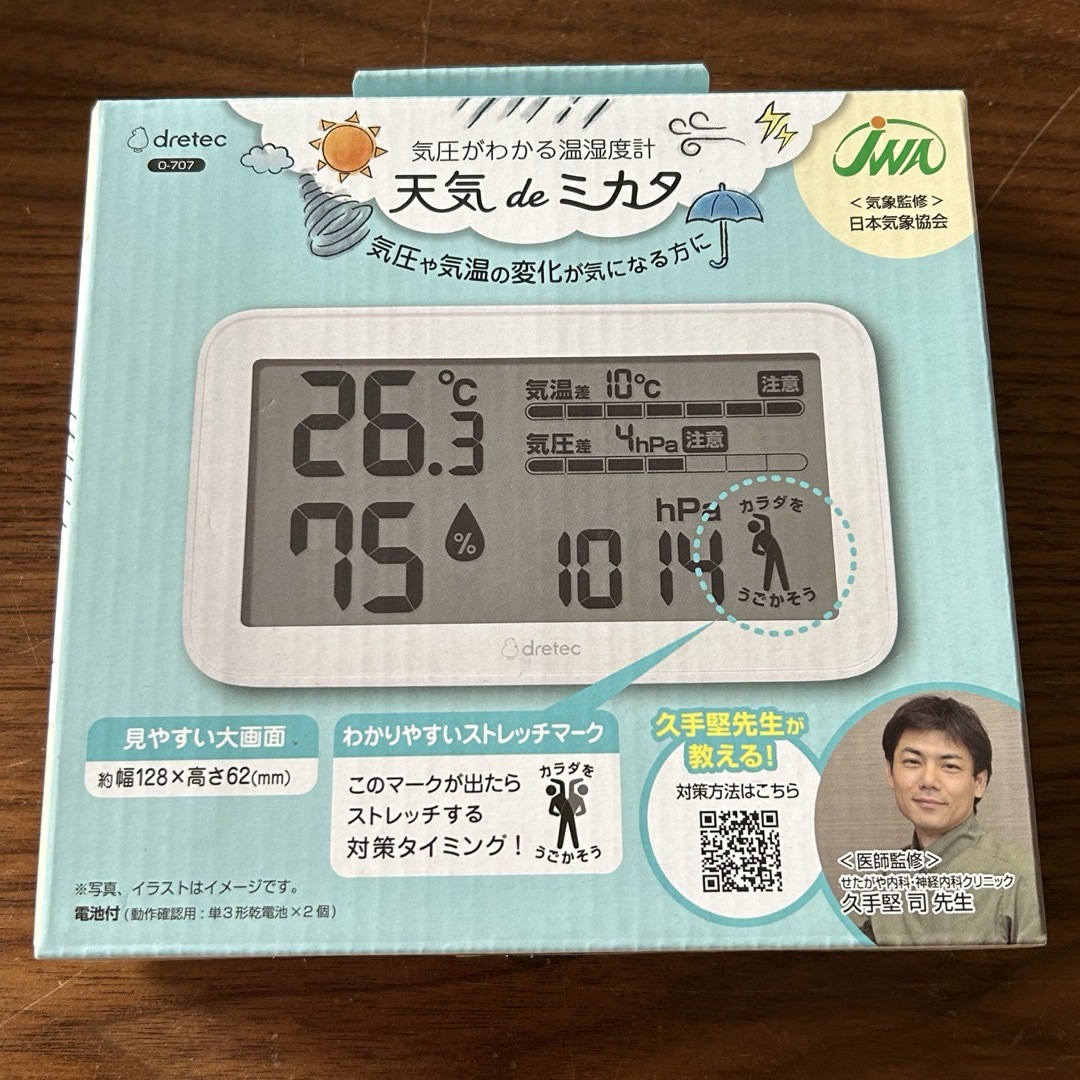 dretec
O-707
気圧がわかる温湿度計
天気 de ミカタ
気圧や気温の変化が気になる方に
JWA
＜気象監修＞
日本気象協会
26.3℃
気温差 10℃ 注意
気圧差 4hPa 注意
75%
hPa
1014
カラダを
うごかそう
dretec
見やすい大画面
約幅128×高さ62(mm)
わかりやすいストレッチマーク
このマークが出たら
ストレッチする
対策タイミング！
カラダを
うごかそう
久手堅先生が
教える！
対策方法はこちら
＜医師監修＞
せたがや内科・神経内科クリニック
久手堅 司 先生
※写真、イラストはイメージです。
電池付(動作確認用：単3形乾電池×2個)